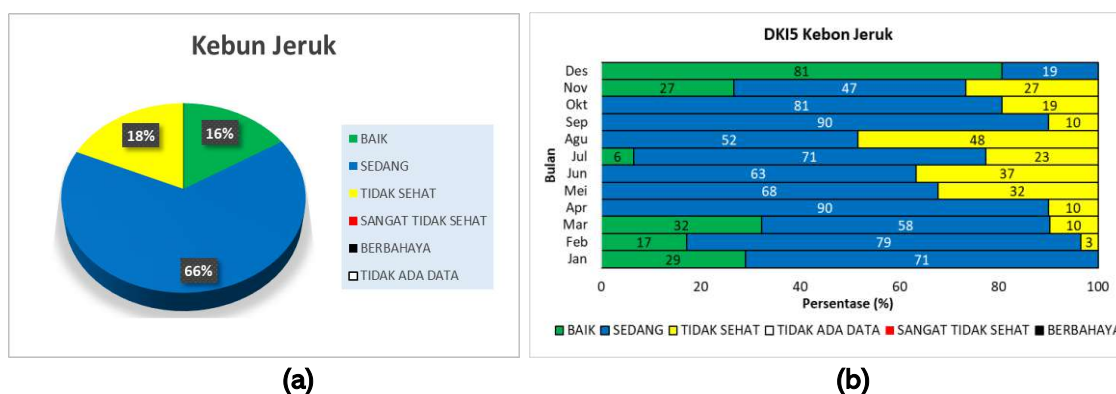 Kebun Jeruk
18%
16%
66%
BAIK
SEDANG
TIDAK SEHAT
SANGAT TIDAK SEHAT
BERBAHAYA
TIDAK ADA DATA
(a)
DKI5 Kebon Jeruk
Bulan
Des 81 19
Nov 27 47 27
Okt 81 19
Sep 90 10
Agu 52 48
Jul 6 71 23
Jun 63 37
Mei 68 32
Apr 90 10
Mar 32 58 10
Feb 17 79 3
Jan 29 71
0 20 40 60 80 100
Persentase (%)
BAIK SEDANG TIDAK SEHAT TIDAK ADA DATA SANGAT TIDAK SEHAT BERBAHAYA
(b)